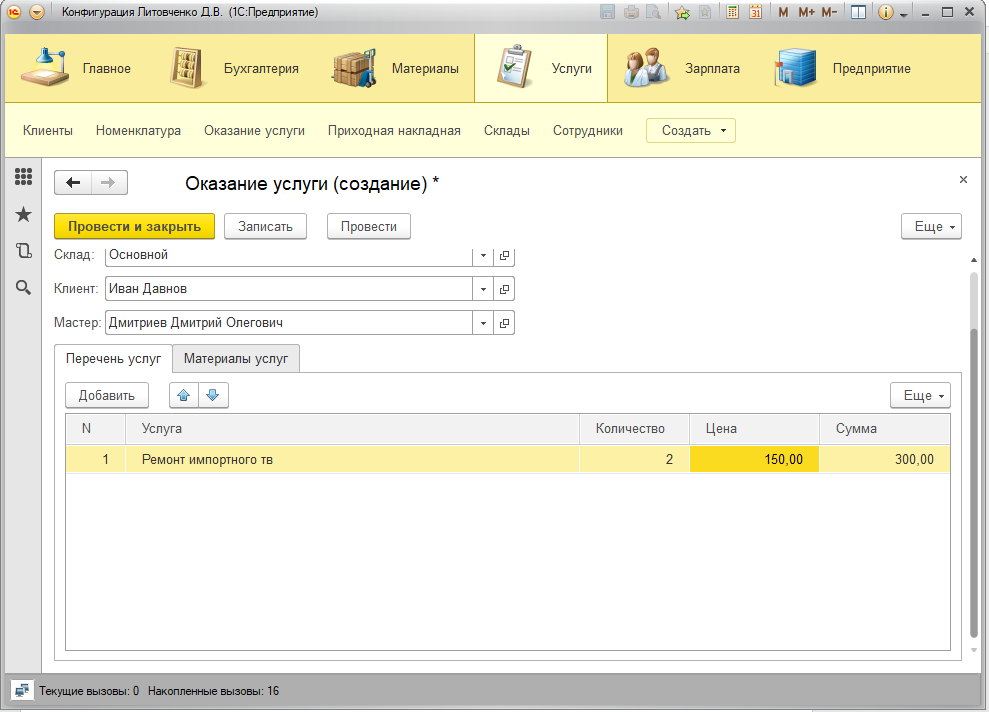 Конфигурация Литовченко Д.В. (1С:Предприятие)
31 M M+ M-
Главное Бухгалтерия Материалы Услуги Зарплата Предприятие
Клиенты Номенклатура Оказание услуги Приходная накладная Склады Сотрудники Создать
Оказание услуги (создание) *
Провести и закрыть Записать Провести Еще
Склад: Основной
Клиент: Иван Давнов
Мастер: Дмитриев Дмитрий Олегович
Перечень услуг Материалы услуг
Добавить Еще
N Услуга Количество Цена Сумма
1 Ремонт импортного тв 2 150,00 300,00
Текущие вызовы: 0 Накопленные вызовы: 16